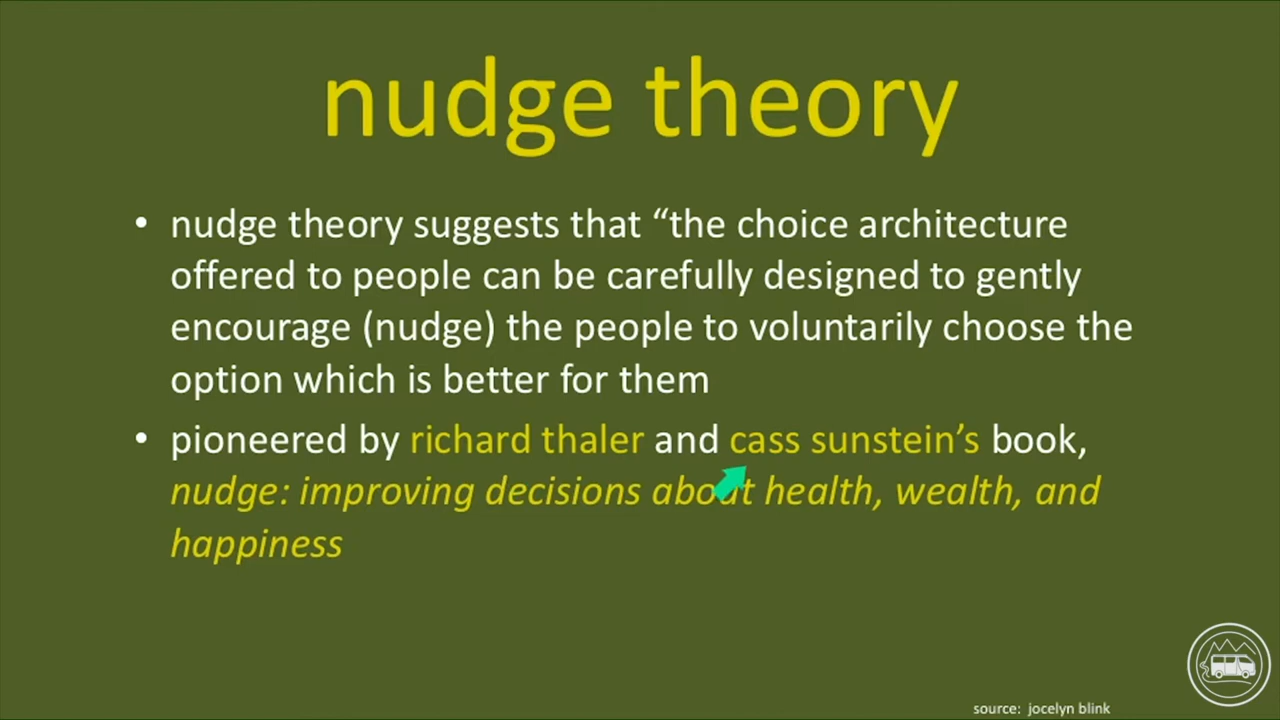 nudge theory
• nudge theory suggests that “the choice architecture
offered to people can be carefully designed to gently
encourage (nudge) the people to voluntarily choose the
option which is better for them
• pioneered by richard thaler and cass sunstein’s book,
nudge: improving decisions about health, wealth, and
happiness
source: jocelyn blink